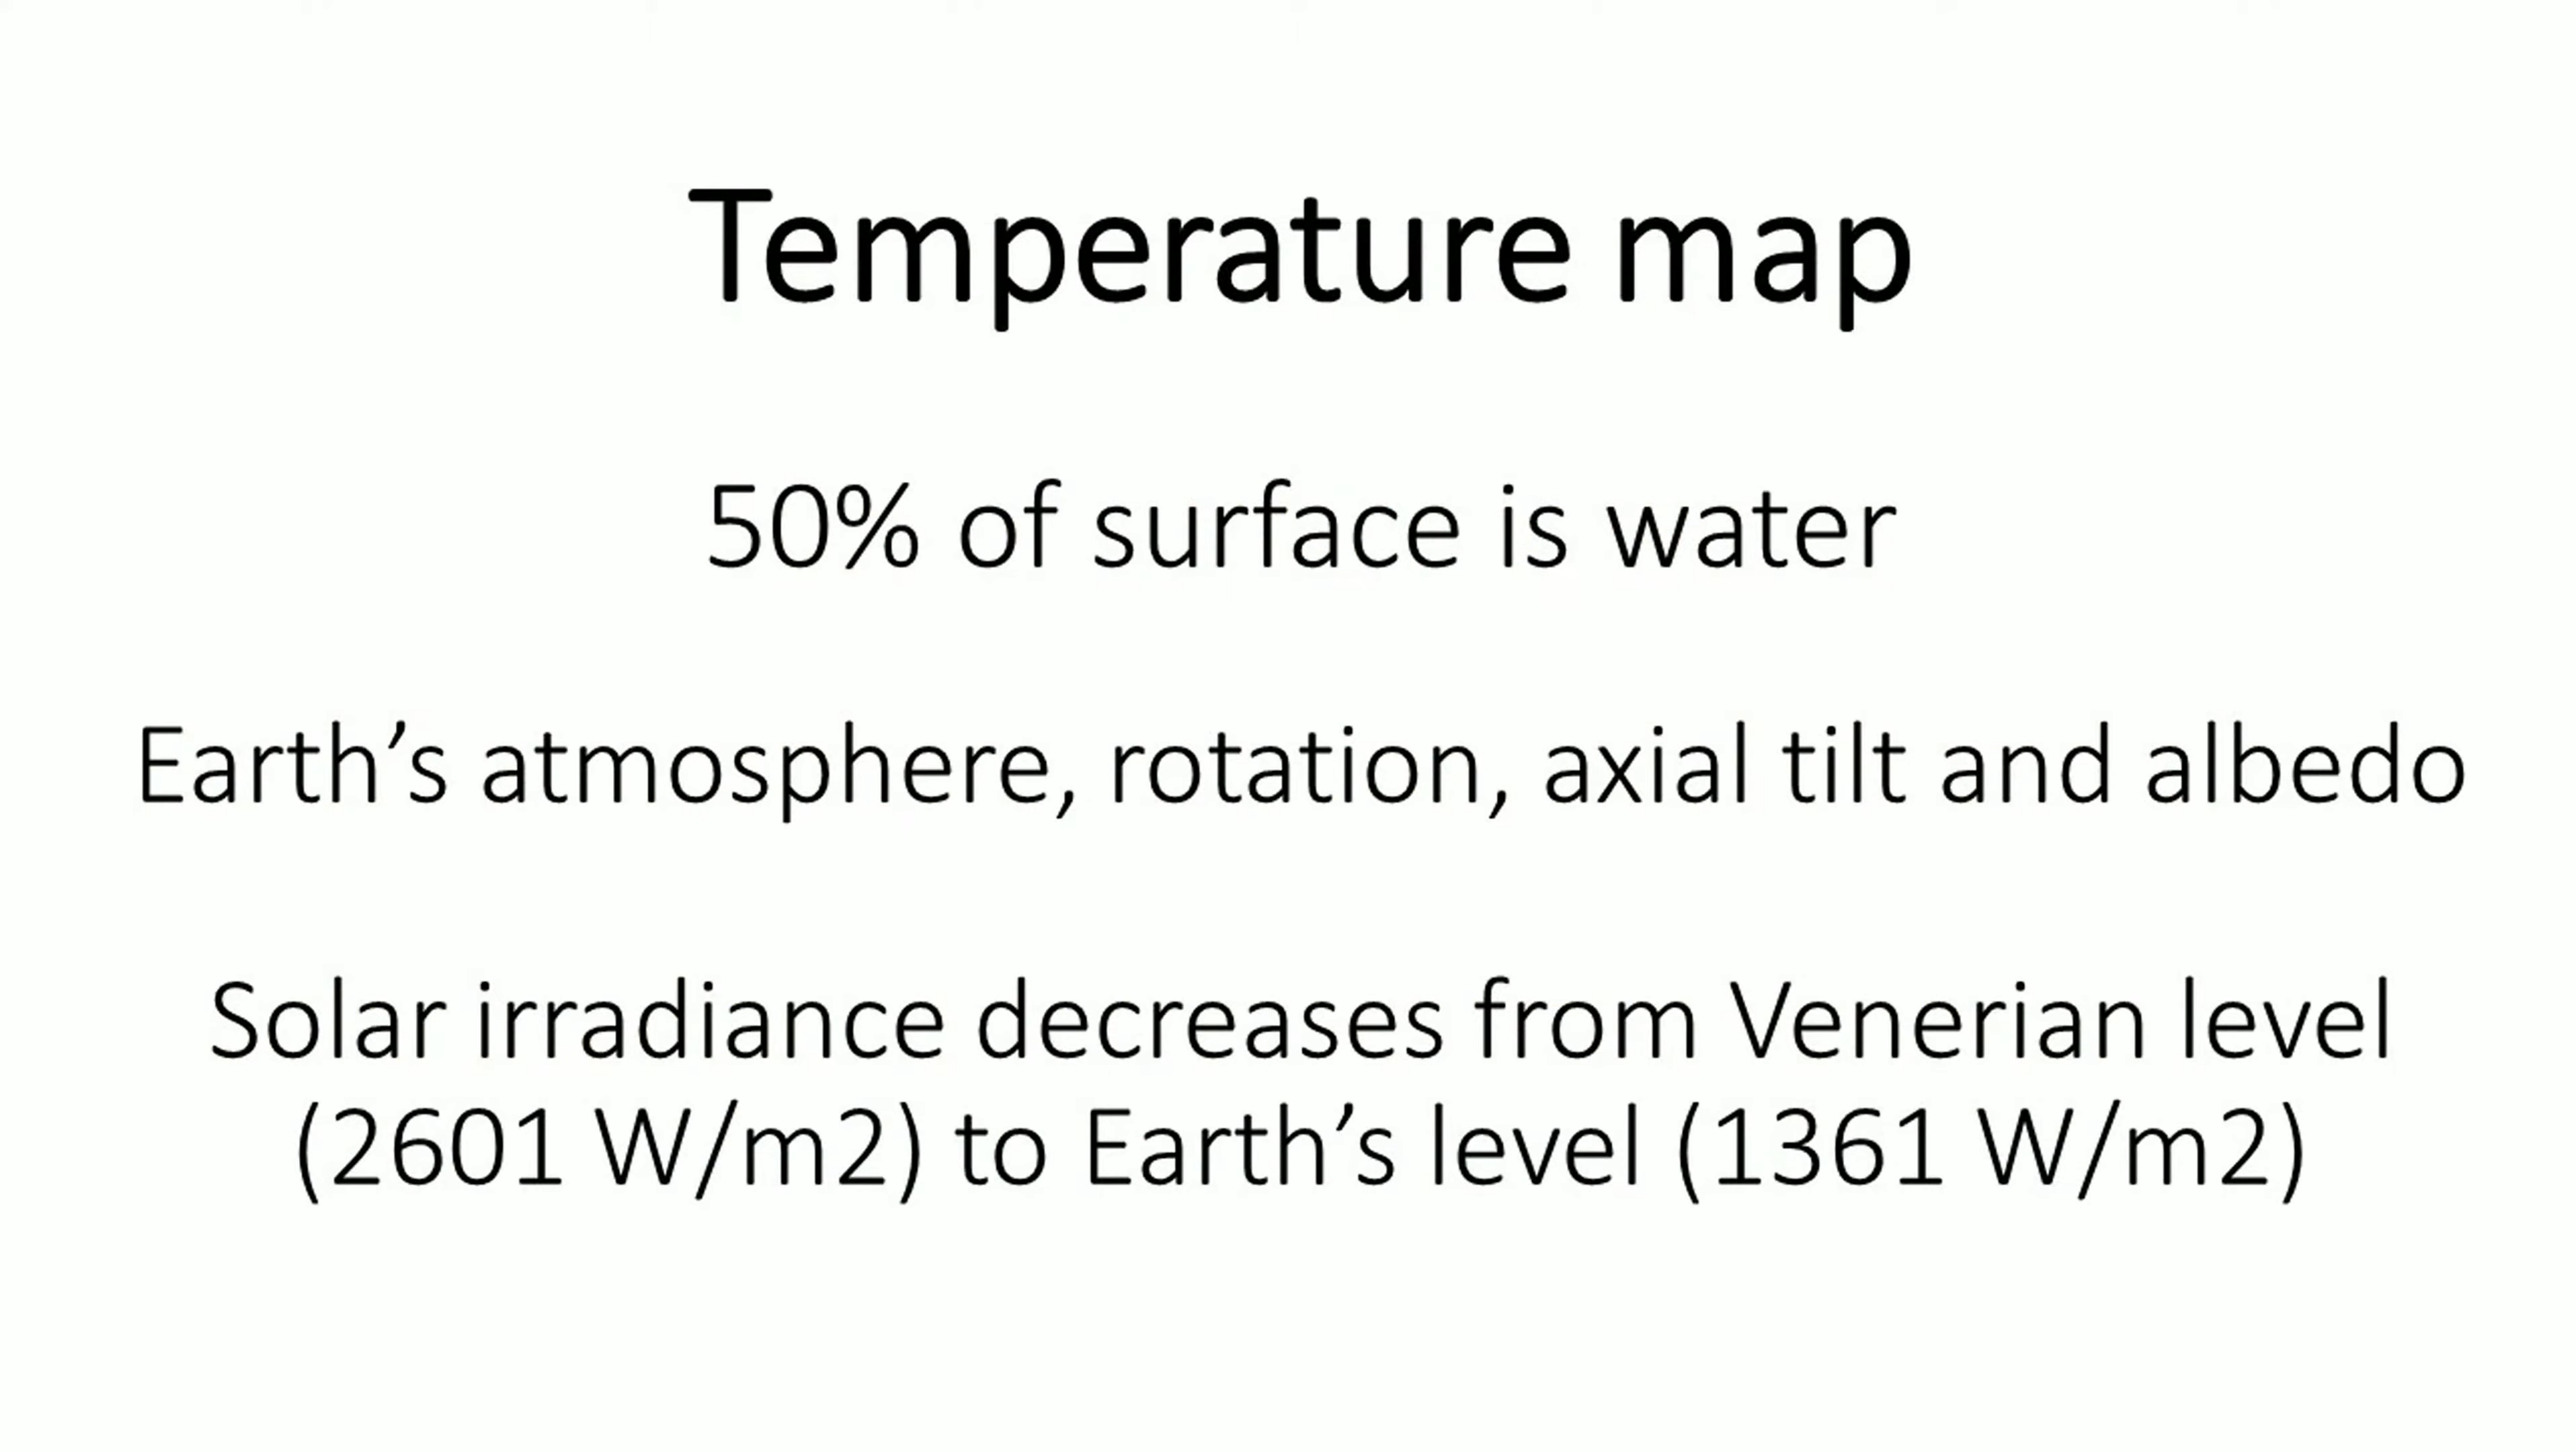 Temperature map
50% of surface is water
Earth’s atmosphere, rotation, axial tilt and albedo
Solar irradiance decreases from Venerian level
(2601 W/m2) to Earth’s level (1361 W/m2)